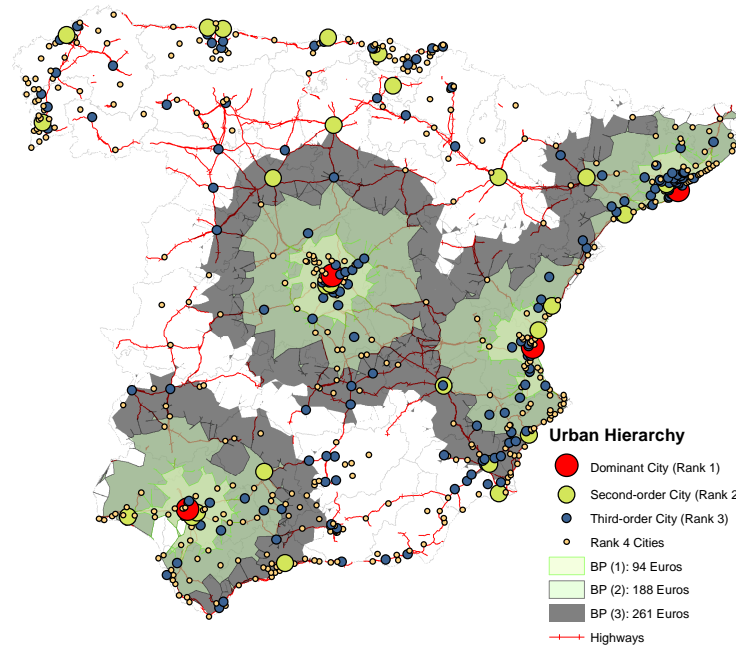 Urban Hierarchy
Dominant City (Rank 1)
Second-order City (Rank 2
Third-order City (Rank 3)
Rank 4 Cities
BP (1): 94 Euros
BP (2): 188 Euros
BP (3): 261 Euros
Highways